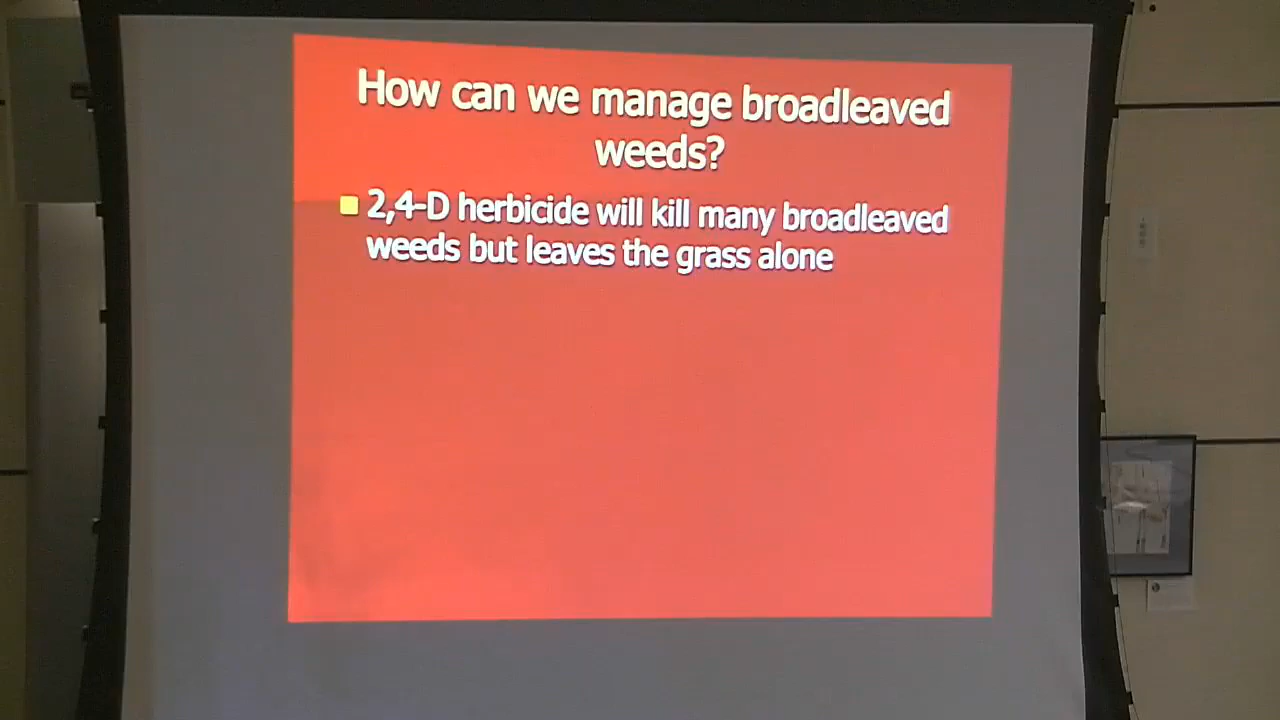 How can we manage broadleaved
weeds?
2,4-D herbicide will kill many broadleaved
weeds but leaves the grass alone